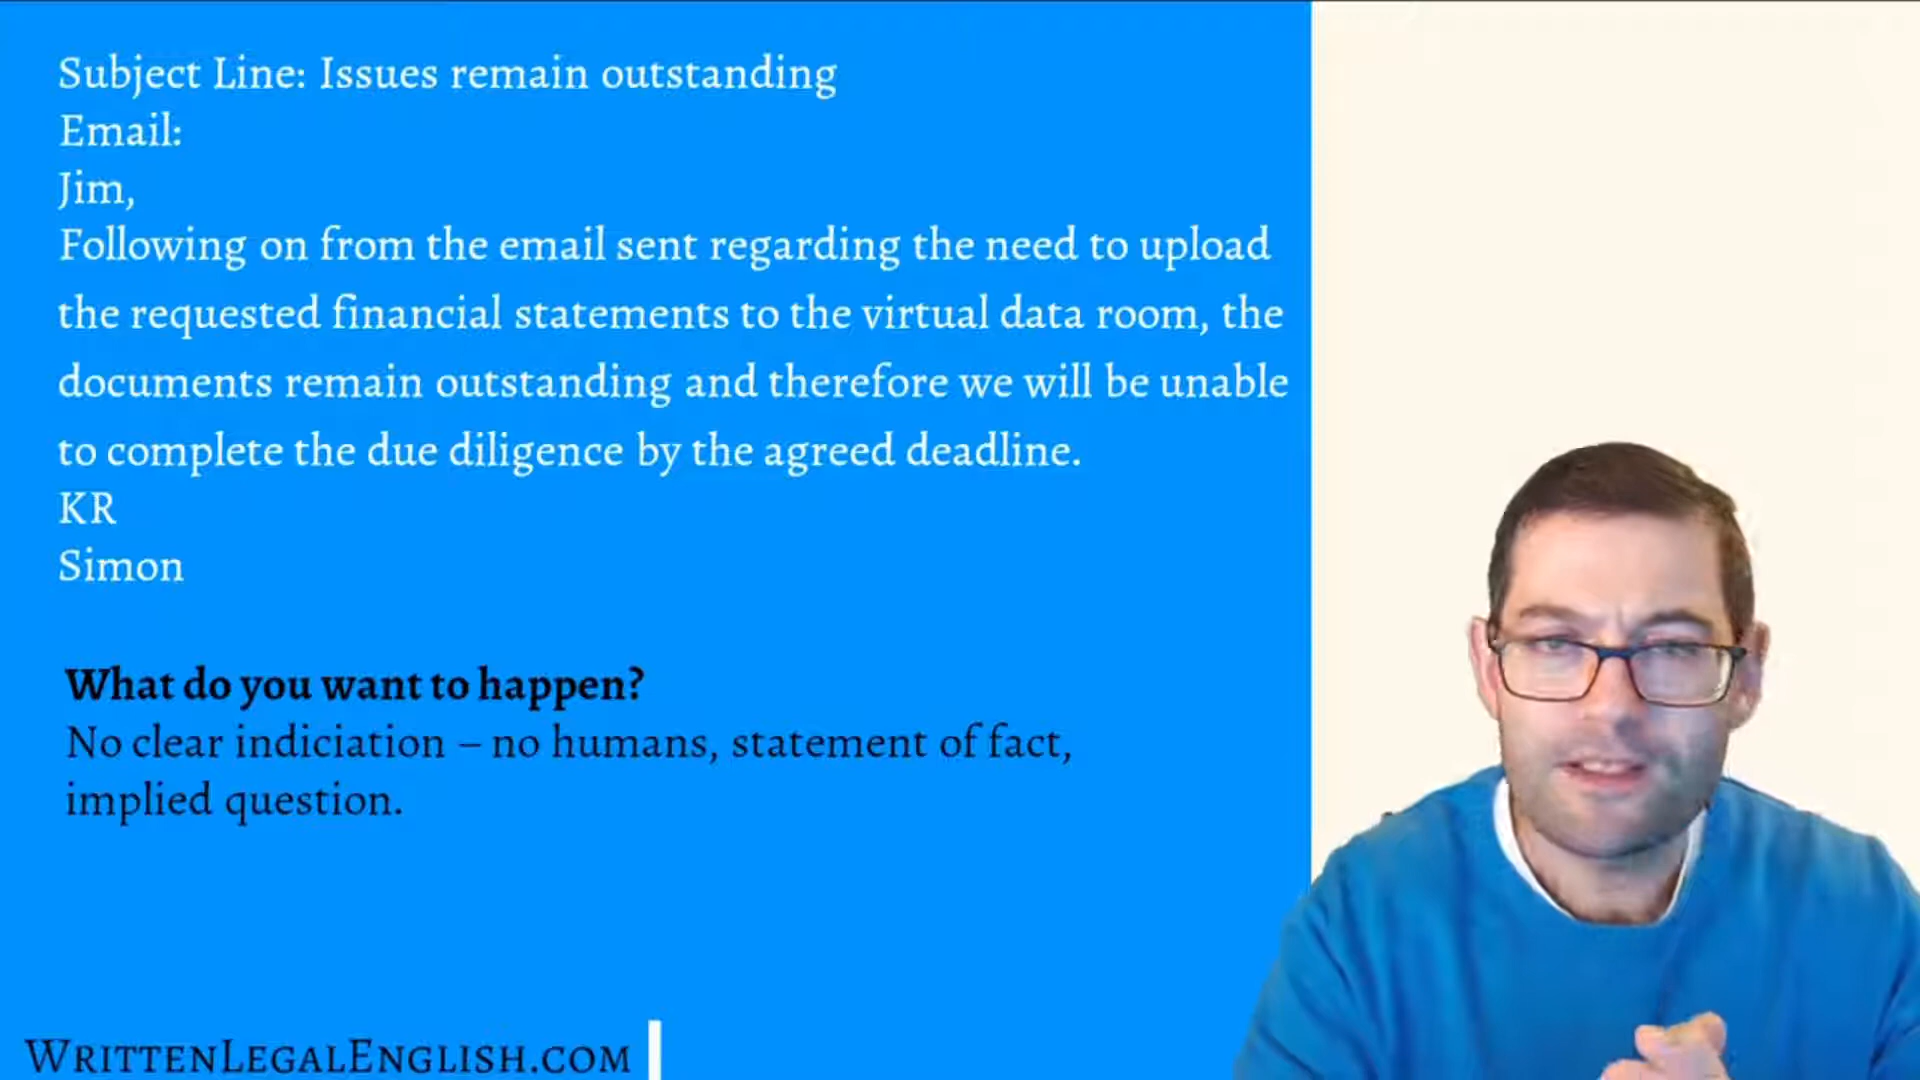 Subject Line: Issues remain outstanding
Email:
Jim,
Following on from the email sent regarding the need to upload
the requested financial statements to the virtual data room, the
documents remain outstanding and therefore we will be unable
to complete the due diligence by the agreed deadline.
KR
Simon
What do you want to happen?
No clear indiciation – no humans, statement of fact,
implied question.
WrittenLegalEnglish.com